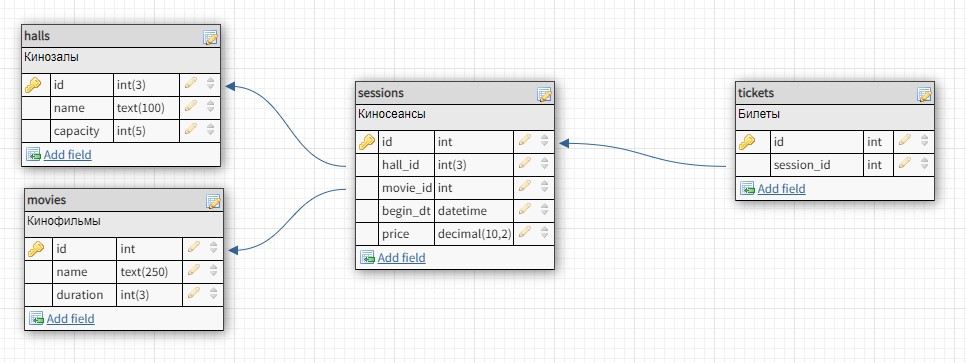 halls
Кинозалы
id int(3)
name text(100)
capacity int(5)
Add field
movies
Кинофильмы
id int
name text(250)
duration int(3)
Add field
sessions
Киносеансы
id int
hall_id int(3)
movie_id int
begin_dt datetime
price decimal(10,2)
Add field
tickets
Билеты
id int
session_id int
Add field